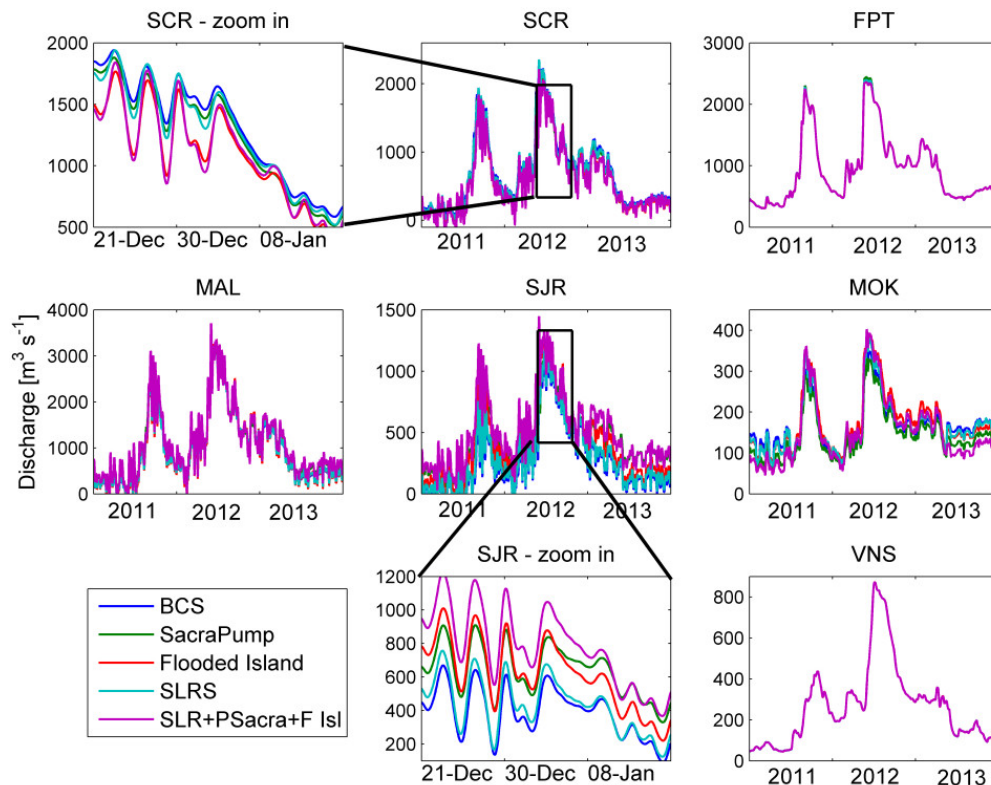 SCR - zoom in
2000
1500
1000
500
21-Dec 30-Dec 08-Jan
SCR
2000
1000
0
2011 2012 2013
FPT
3000
2000
1000
0
2011 2012 2013
Discharge [m³ s⁻¹]
MAL
4000
3000
2000
1000
0
2011 2012 2013
SJR
1500
1000
500
0
2011 2012 2013
MOK
400
300
200
100
0
2011 2012 2013
BCS
SacraPump
Flooded Island
SLRS
SLR+PSacra+F Isl
SJR - zoom in
1200
1000
800
600
400
200
21-Dec 30-Dec 08-Jan
VNS
800
600
400
200
0
2011 2012 2013